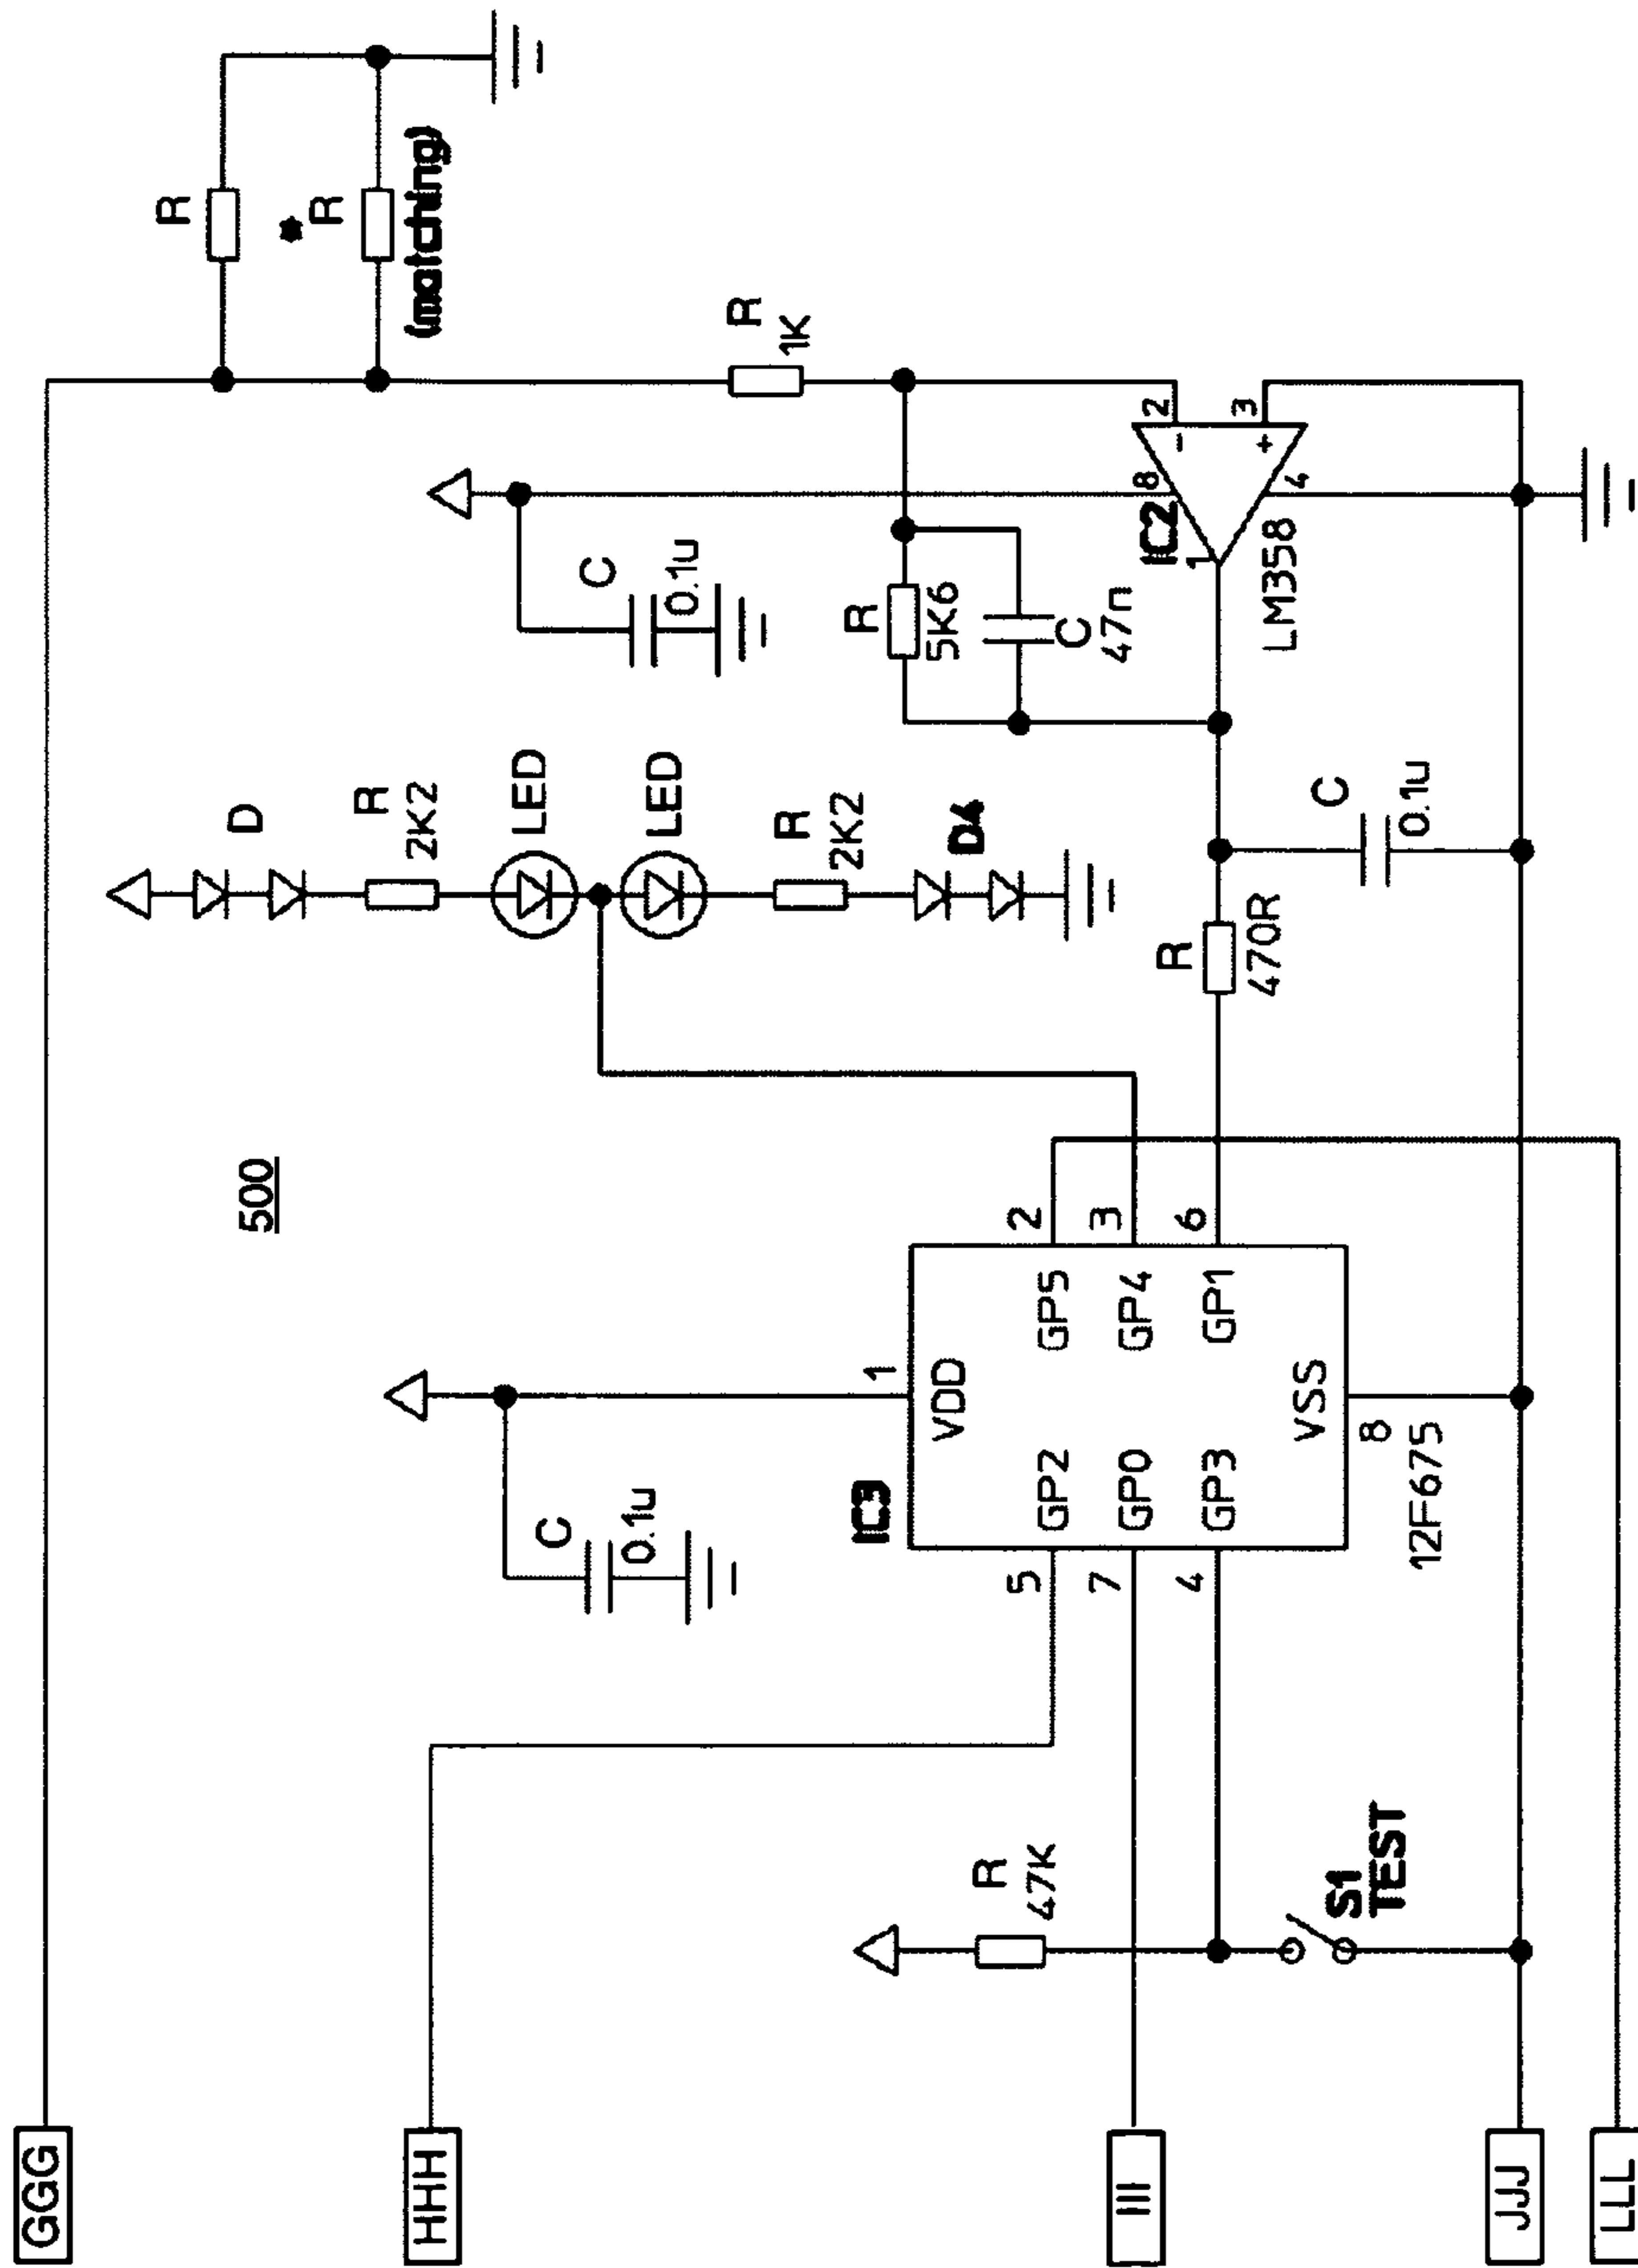 500
GGG
HHH
III
JJJ
LLL
R
R
*
(matching)
D
R
2K2
LED
LED
R
2K2
D4
C
0.1u
R
1K
R
5K6
C
47n
IC2
8
2
-
3
+
4
1
LM358
R
470R
C
0.1u
C
0.1u
IC3
1
VDD
GP2
GP5
GP0
GP4
GP3
GP1
VSS
5
7
4
2
3
6
8
12F675
R
47K
S1
TEST